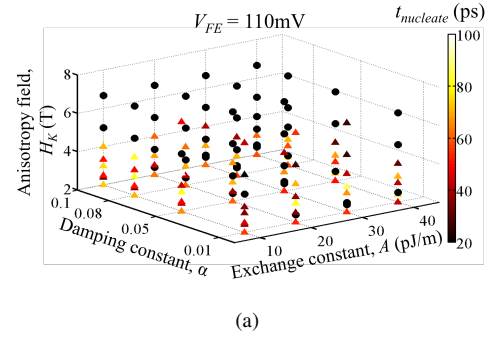 t_nucleate (ps)
V_FE = 110mV
100
80
60
40
20
Anisotropy field,
H_K (T)
8
6
4
2
0.1
0.08
0.05
0.01
Damping constant, α
10
20
30
40
Exchange constant, A (pJ/m)
(a)